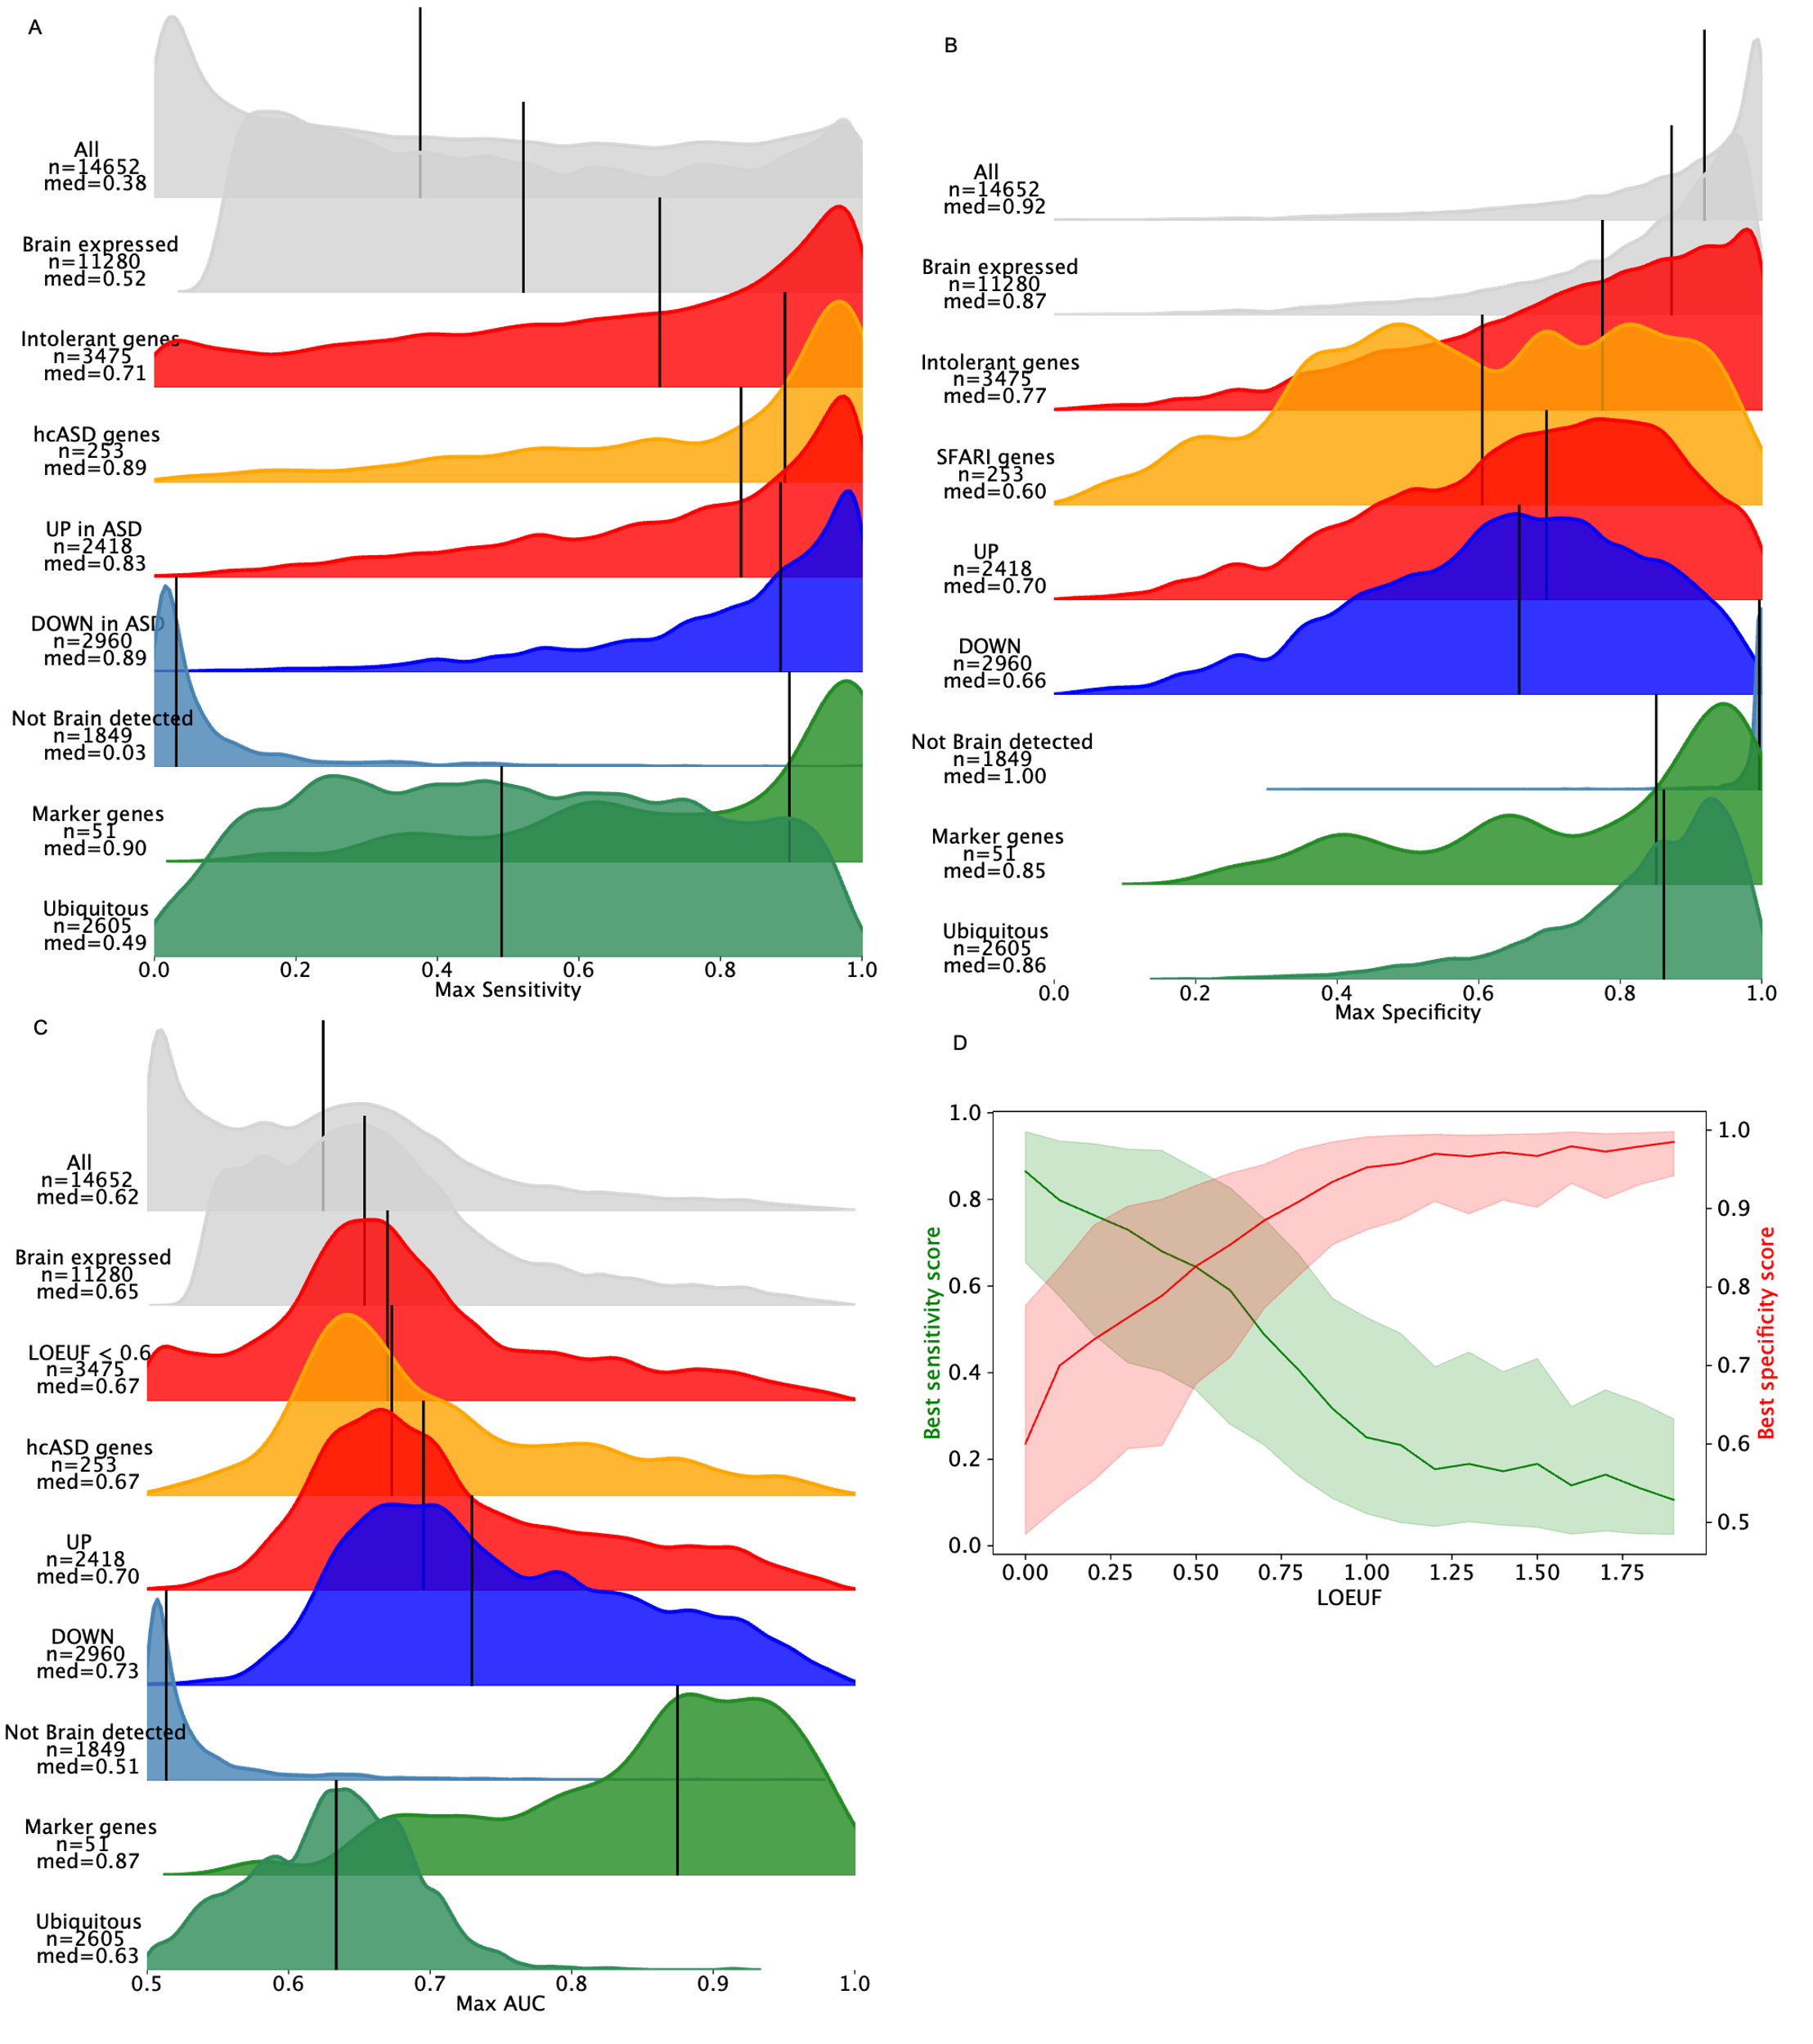 A
All
n=14652
med=0.38
Brain expressed
n=11280
med=0.52
Intolerant genes
n=3475
med=0.71
hcASD genes
n=253
med=0.89
UP in ASD
n=2418
med=0.83
DOWN in ASD
n=2960
med=0.89
Not Brain detected
n=1849
med=0.03
Marker genes
n=51
med=0.90
Ubiquitous
n=2605
med=0.49
0.0 0.2 0.4 0.6 0.8 1.0
Max Sensitivity
B
All
n=14652
med=0.92
Brain expressed
n=11280
med=0.87
Intolerant genes
n=3475
med=0.77
SFARI genes
n=253
med=0.60
UP
n=2418
med=0.70
DOWN
n=2960
med=0.66
Not Brain detected
n=1849
med=1.00
Marker genes
n=51
med=0.85
Ubiquitous
n=2605
med=0.86
0.0 0.2 0.4 0.6 0.8 1.0
Max Specificity
C
All
n=14652
med=0.62
Brain expressed
n=11280
med=0.65
LOEUF < 0.6
n=3475
med=0.67
hcASD genes
n=253
med=0.67
UP
n=2418
med=0.70
DOWN
n=2960
med=0.73
Not Brain detected
n=1849
med=0.51
Marker genes
n=51
med=0.87
Ubiquitous
n=2605
med=0.63
0.5 0.6 0.7 0.8 0.9 1.0
Max AUC
D
Best sensitivity score
1.0
0.8
0.6
0.4
0.2
0.0
1.0
0.9
0.8
0.7
0.6
0.5
Best specificity score
0.00 0.25 0.50 0.75 1.00 1.25 1.50 1.75
LOEUF